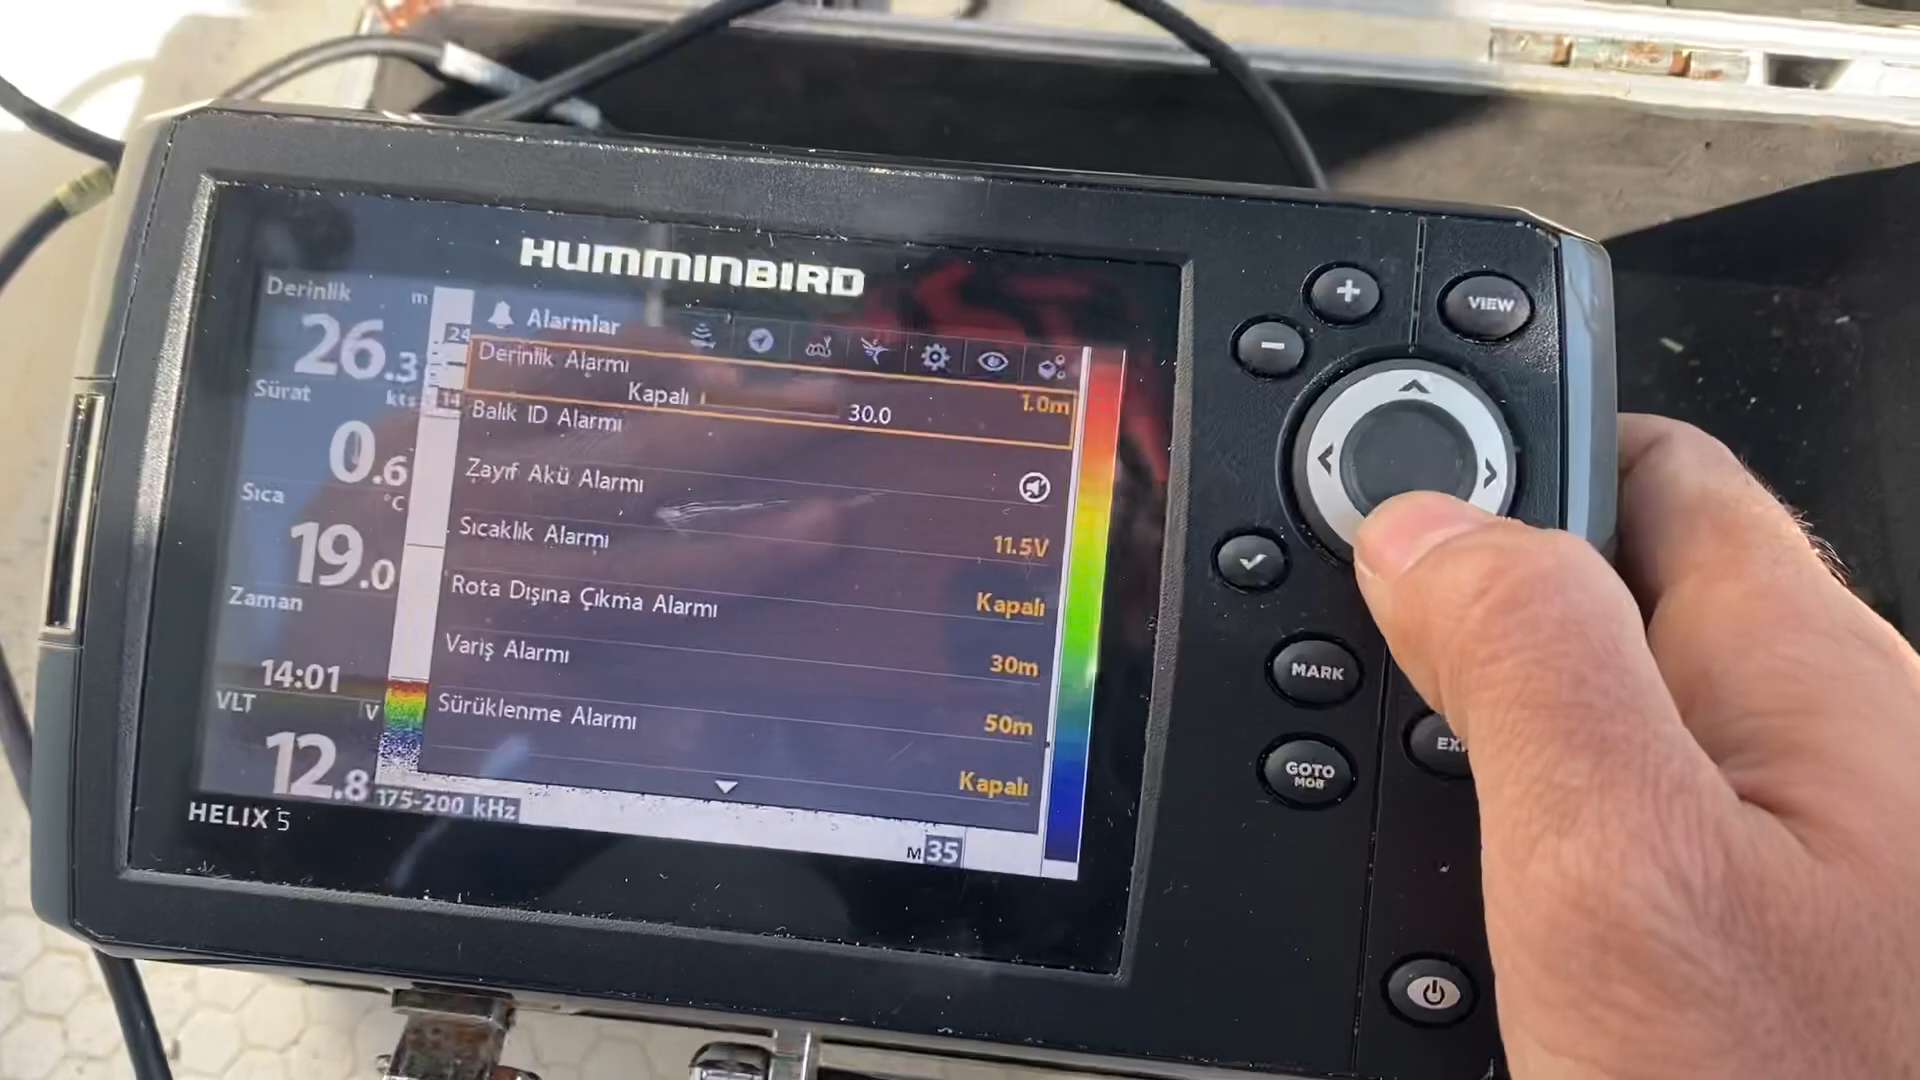 HUMMINBIRD
Derinlik m
26.3
Sürat kts
0.6
Sıca °C
19.0
Zaman
14:01
VLT V
12.8
24
14
Alarmlar
Derinlik Alarmı
Kapalı 30.0 1.0m
Balık ID Alarmı
Zayıf Akü Alarmı
11.5V
Sıcaklık Alarmı
Kapalı
Rota Dışına Çıkma Alarmı
30m
Varış Alarmı
50m
Sürüklenme Alarmı
Kapalı
175-200 kHz
M 35
HELIX 5
+
-
VIEW
MARK
GOTO
MOB